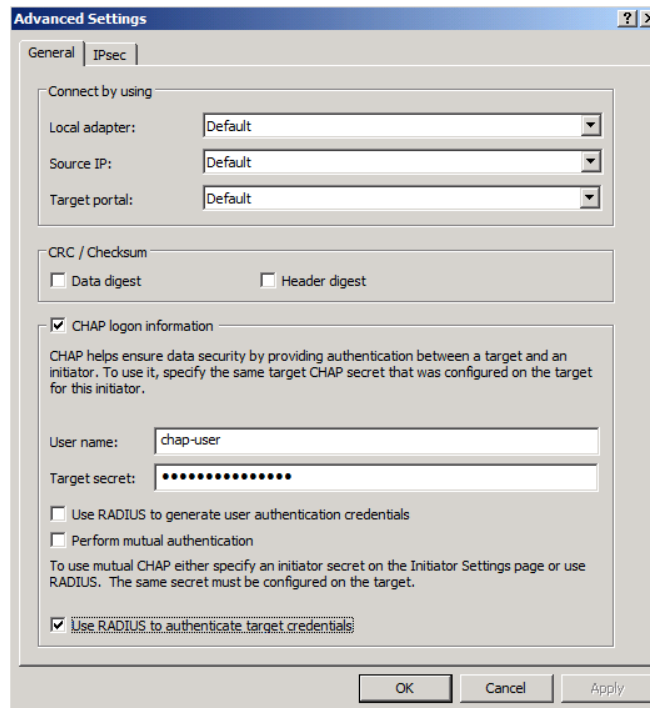 Advanced Settings
General IPsec
Connect by using
Local adapter: Default
Source IP: Default
Target portal: Default
CRC / Checksum
Data digest Header digest
CHAP logon information
CHAP helps ensure data security by providing authentication between a target and an
initiator. To use it, specify the same target CHAP secret that was configured on the target
for this initiator.
User name: chap-user
Target secret: •••••••••••••••
Use RADIUS to generate user authentication credentials
Perform mutual authentication
To use mutual CHAP either specify an initiator secret on the Initiator Settings page or use
RADIUS. The same secret must be configured on the target.
Use RADIUS to authenticate target credentials
OK Cancel Apply